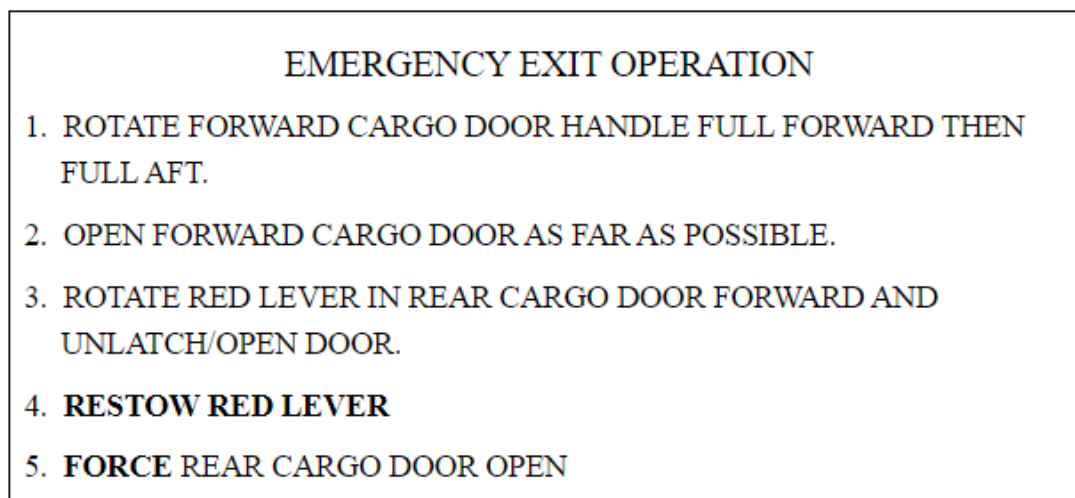 EMERGENCY EXIT OPERATION
1. ROTATE FORWARD CARGO DOOR HANDLE FULL FORWARD THEN
FULL AFT.
2. OPEN FORWARD CARGO DOOR AS FAR AS POSSIBLE.
3. ROTATE RED LEVER IN REAR CARGO DOOR FORWARD AND
UNLATCH/OPEN DOOR.
4. RESTOW RED LEVER
5. FORCE REAR CARGO DOOR OPEN